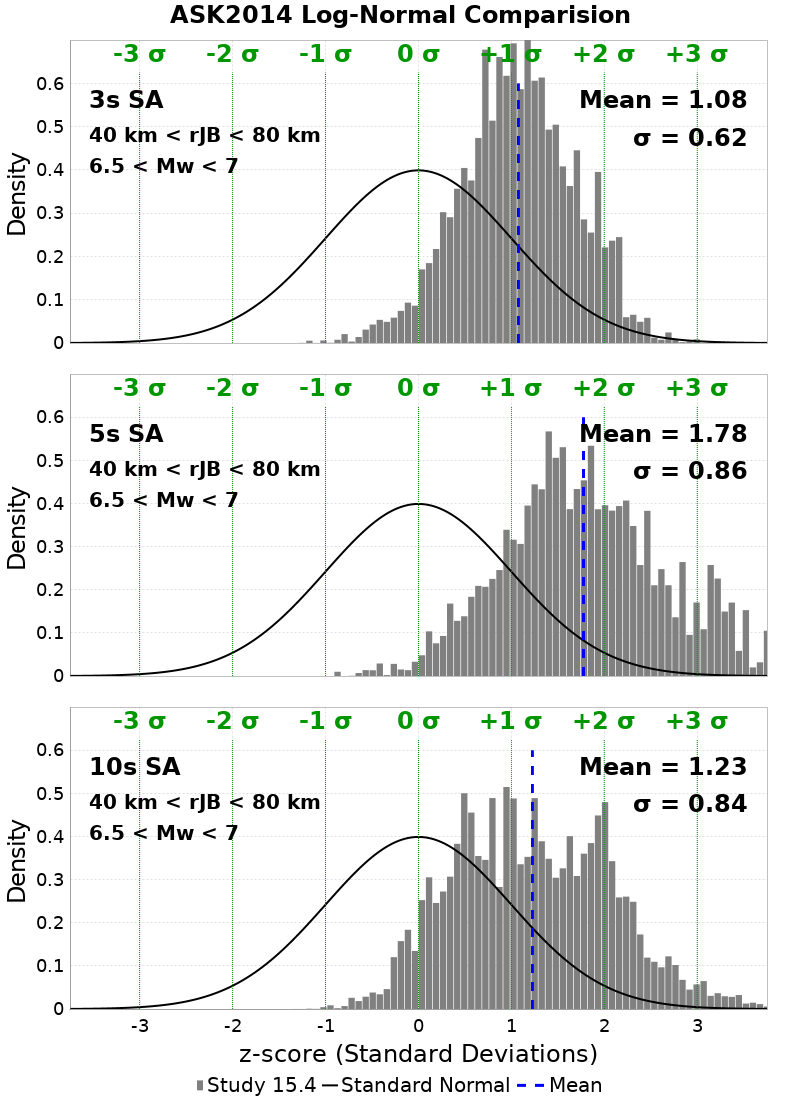 ASK2014 Log-Normal Comparision
-3 σ -2 σ -1 σ 0 σ +1 σ +2 σ +3 σ
0.6
0.5
0.4
0.3
0.2
0.1
0
Density
3s SA
40 km < rJB < 80 km
6.5 < Mw < 7
Mean = 1.08
σ = 0.62
-3 σ -2 σ -1 σ 0 σ +1 σ +2 σ +3 σ
0.6
0.5
0.4
0.3
0.2
0.1
0
Density
5s SA
40 km < rJB < 80 km
6.5 < Mw < 7
Mean = 1.78
σ = 0.86
-3 σ -2 σ -1 σ 0 σ +1 σ +2 σ +3 σ
0.6
0.5
0.4
0.3
0.2
0.1
0
Density
10s SA
40 km < rJB < 80 km
6.5 < Mw < 7
Mean = 1.23
σ = 0.84
-3 -2 -1 0 1 2 3
z-score (Standard Deviations)
Study 15.4 Standard Normal Mean